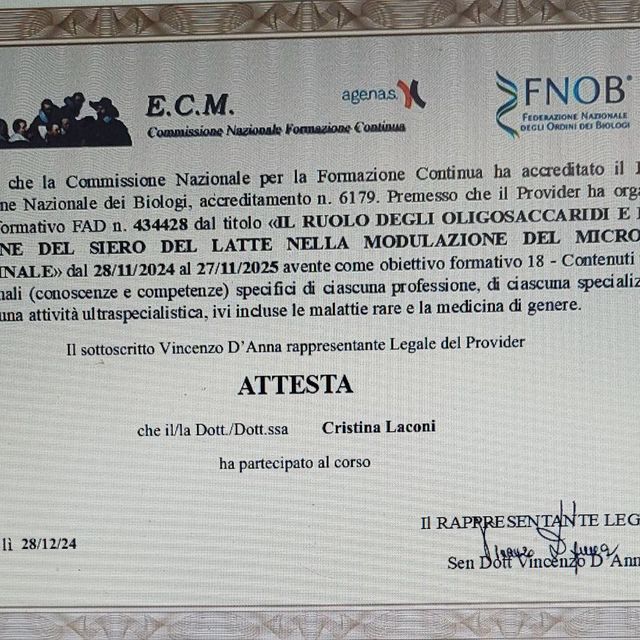 E.C.M.
Commissione Nazionale Formazione Continua
agenas.
FNOB
FEDERAZIONE NAZIONALE
DEGLI ORDINI DEI BIOLOGI
che la Commissione Nazionale per la Formazione Continua ha accreditato il
ne Nazionale dei Biologi, accreditamento n. 6179. Premesso che il Provider ha orga
formativo FAD n. 434428 dal titolo «IL RUOLO DEGLI OLIGOSACCARIDI E
NE DEL SIERO DEL LATTE NELLA MODULAZIONE DEL MICRO
INALE» dal 28/11/2024 al 27/11/2025 avente come obiettivo formativo 18 - Contenuti
nali (conoscenze e competenze) specifici di ciascuna professione, di ciascuna specializ
una attività ultraspecialistica, ivi incluse le malattie rare e la medicina di genere.
Il sottoscritto Vincenzo D'Anna rappresentante Legale del Provider
ATTESTA
che il/la Dott./Dott.ssa Cristina Laconi
ha partecipato al corso
Il RAPPRESENTANTE LEG
lì 28/12/24
Sen Dott Vincenzo D'Ann